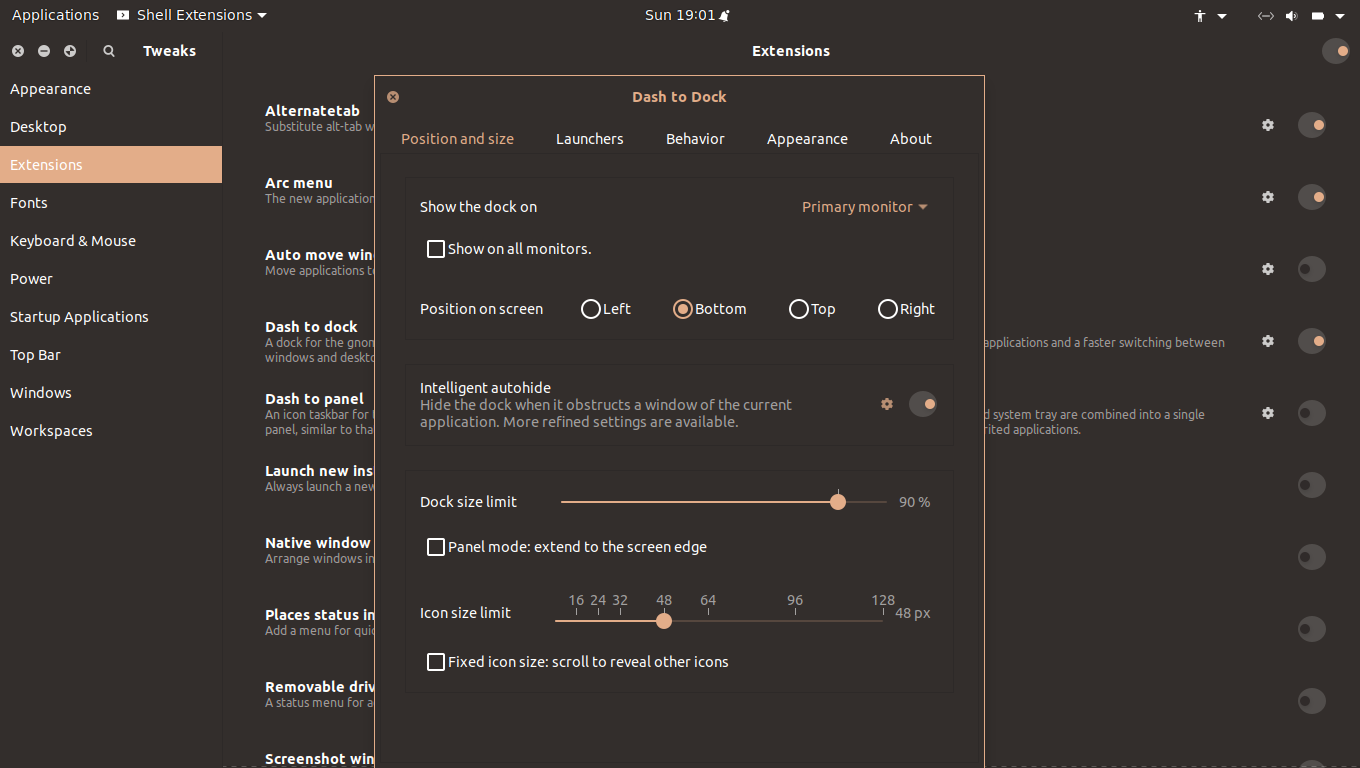 Applications Shell Extensions Sun 19:01
Tweaks Extensions
Appearance
Desktop
Extensions
Fonts
Keyboard & Mouse
Power
Startup Applications
Top Bar
Windows
Workspaces
Alternatetab
Substitute alt-tab w
Arc menu
The new application
Auto move win
Move applications to
Dash to dock
A dock for the gnom
applications and a faster switching between
windows and deskto
Dash to panel
An icon taskbar for t
d system tray are combined into a single
panel, similar to tha
rited applications.
Launch new ins
Always launch a new
Native window
Arrange windows in
Places status in
Add a menu for quic
Removable driv
A status menu for a
Screenshot win
Dash to Dock
Position and size Launchers Behavior Appearance About
Show the dock on Primary monitor
Show on all monitors.
Position on screen Left Bottom Top Right
Intelligent autohide
Hide the dock when it obstructs a window of the current
application. More refined settings are available.
Dock size limit 90 %
Panel mode: extend to the screen edge
16 24 32 48 64 96 128
Icon size limit 48 px
Fixed icon size: scroll to reveal other icons